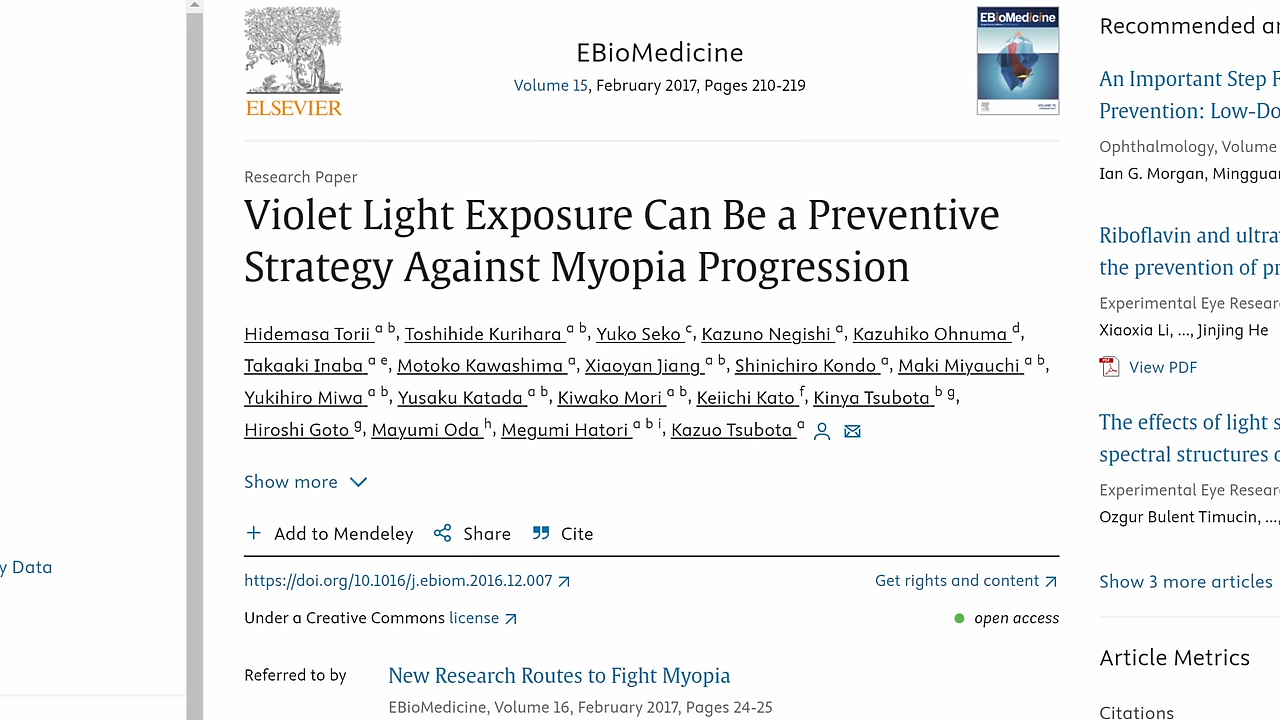 ELSEVIER
EBioMedicine
Volume 15, February 2017, Pages 210-219
EBioMedicine
Research Paper
Violet Light Exposure Can Be a Preventive
Strategy Against Myopia Progression
Hidemasa Torii a b, Toshihide Kurihara a b, Yuko Seko c, Kazuno Negishi a, Kazuhiko Ohnuma d,
Takaaki Inaba a e, Motoko Kawashima a, Xiaoyan Jiang a b, Shinichiro Kondo a, Maki Miyauchi a b,
Yukihiro Miwa a b, Yusaku Katada a b, Kiwako Mori a b, Keiichi Kato f, Kinya Tsubota b g,
Hiroshi Goto g, Mayumi Oda h, Megumi Hatori a b i, Kazuo Tsubota a
Show more
Add to Mendeley Share Cite
https://doi.org/10.1016/j.ebiom.2016.12.007 Get rights and content
Under a Creative Commons license open access
Referred to by New Research Routes to Fight Myopia
EBioMedicine, Volume 16, February 2017, Pages 24-25
y Data
Recommended ar
An Important Step F
Prevention: Low-Do
Ophthalmology, Volume
Ian G. Morgan, Mingguan
Riboflavin and ultra
the prevention of pr
Experimental Eye Resear
Xiaoxia Li, ..., Jinjing He
View PDF
The effects of light s
spectral structures o
Experimental Eye Resear
Ozgur Bulent Timucin, ...,
Show 3 more articles
Article Metrics
Citations